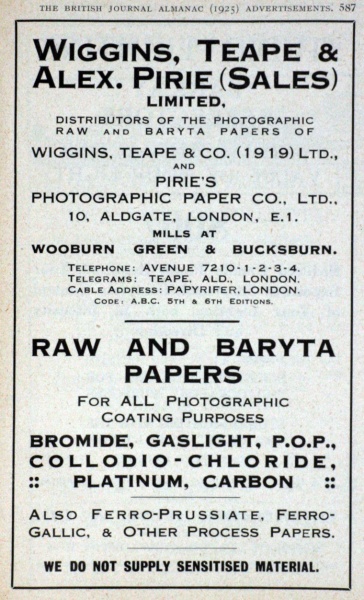 THE BRITISH JOURNAL ALMANAC (1925) ADVERTISEMENTS. 587
WIGGINS, TEAPE &
ALEX. PIRIE (SALES)
LIMITED,
DISTRIBUTORS OF THE PHOTOGRAPHIC
RAW AND BARYTA PAPERS OF
WIGGINS, TEAPE & CO. (1919) LTD.,
AND
PIRIE'S
PHOTOGRAPHIC PAPER CO., LTD.,
10, ALDGATE, LONDON, E.1.
MILLS AT
WOOBURN GREEN & BUCKSBURN.
TELEPHONE: AVENUE 7210-1-2-3-4.
TELEGRAMS: TEAPE, ALD., LONDON.
CABLE ADDRESS: PAPYRIFER, LONDON.
CODE: A.B.C. 5TH & 6TH EDITIONS.
RAW AND BARYTA
PAPERS
FOR ALL PHOTOGRAPHIC
COATING PURPOSES
BROMIDE, GASLIGHT, P.O.P.,
COLLODIO-CHLORIDE,
:: PLATINUM, CARBON ::
ALSO FERRO-PRUSSIATE, FERRO-
GALLIC, & OTHER PROCESS PAPERS.
WE DO NOT SUPPLY SENSITISED MATERIAL.